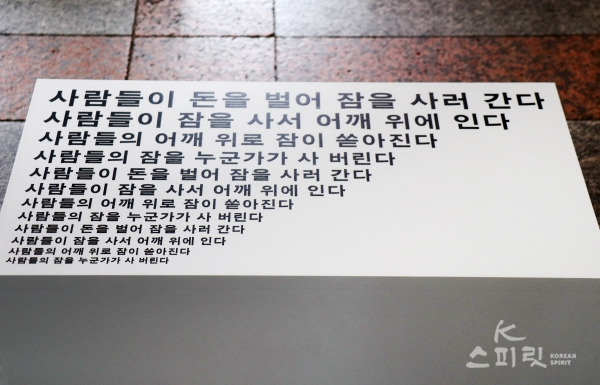 사람들이 돈을 벌어 잠을 사러 간다
사람들이 잠을 사서 어깨 위에 인다
사람들의 어깨 위로 잠이 쏟아진다
사람들의 잠을 누군가가 사 버린다
사람들이 돈을 벌어 잠을 사러 간다
사람들이 잠을 사서 어깨 위에 인다
사람들의 어깨 위로 잠이 쏟아진다
사람들의 잠을 누군가가 사 버린다
사람들이 돈을 벌어 잠을 사러 간다
사람들이 잠을 사서 어깨 위에 인다
사람들의 어깨 위로 잠이 쏟아진다
사람들의 잠을 누군가가 사 버린다
K
스피릿 KOREAN SPIRIT